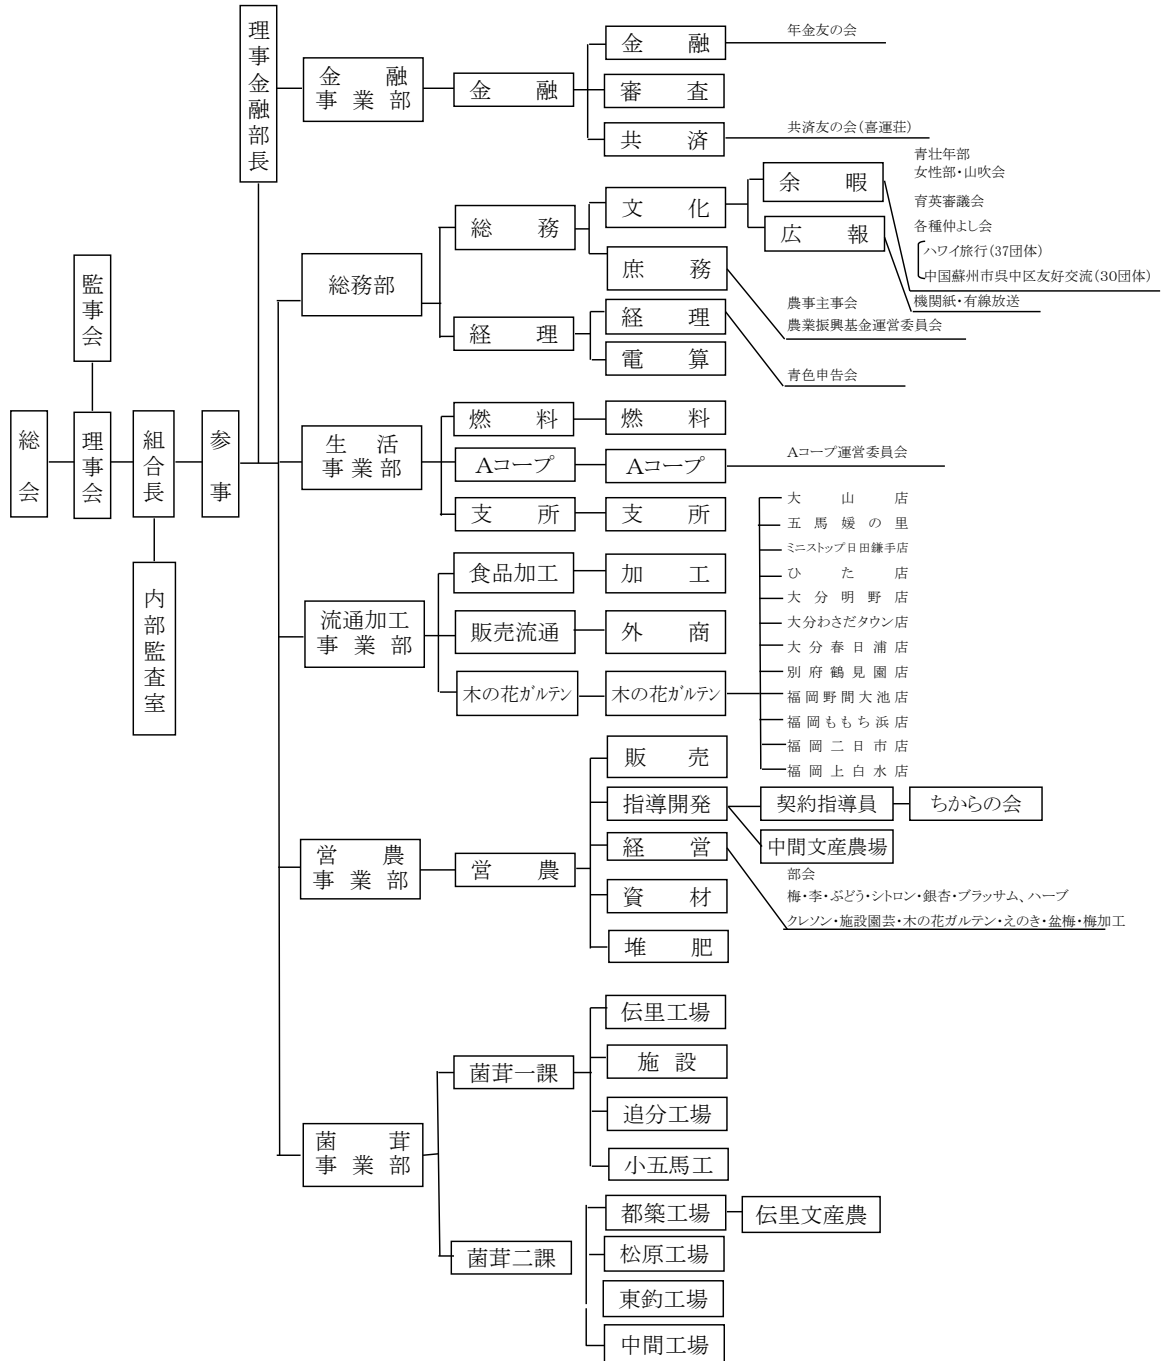 総会
監事会
理事会
組合長
内部監査室
参事
理事金融部長
金融
事業部
金融
金融
年金友の会
審査
共済
共済友の会(喜運荘)
総務部
総務
文化
余暇
青壮年部
女性部・山吹会
育英審議会
各種仲よし会
ハワイ旅行(37団体)
中国蘇州市呉中区友好交流(30団体)
広報
機関紙・有線放送
庶務
農事主事会
農業振興基金運営委員会
経理
経理
青色申告会
電算
生活
事業部
燃料
燃料
Aコープ
Aコープ
Aコープ運営委員会
支所
支所
流通加工
事業部
食品加工
加工
販売流通
外商
木の花ガルテン
木の花ガルテン
大山店
五馬媛の里
ミニストップ日田鎌手店
ひた店
大分明野店
大分わさだタウン店
大分春日浦店
別府鶴見園店
福岡野間大池店
福岡ももち浜店
福岡二日市店
福岡上白水店
営農
事業部
営農
販売
指導開発
契約指導員
ちからの会
中間文産農場
経営
部会
梅・李・ぶどう・シトロン・銀杏・ブラッサム、ハーブ
クレソン・施設園芸・木の花ガルテン・えのき・盆梅・梅加工
資材
堆肥
菌茸
事業部
菌茸一課
伝里工場
施設
追分工場
小五馬工
菌茸二課
都築工場
伝里文産農
松原工場
東釣工場
中間工場